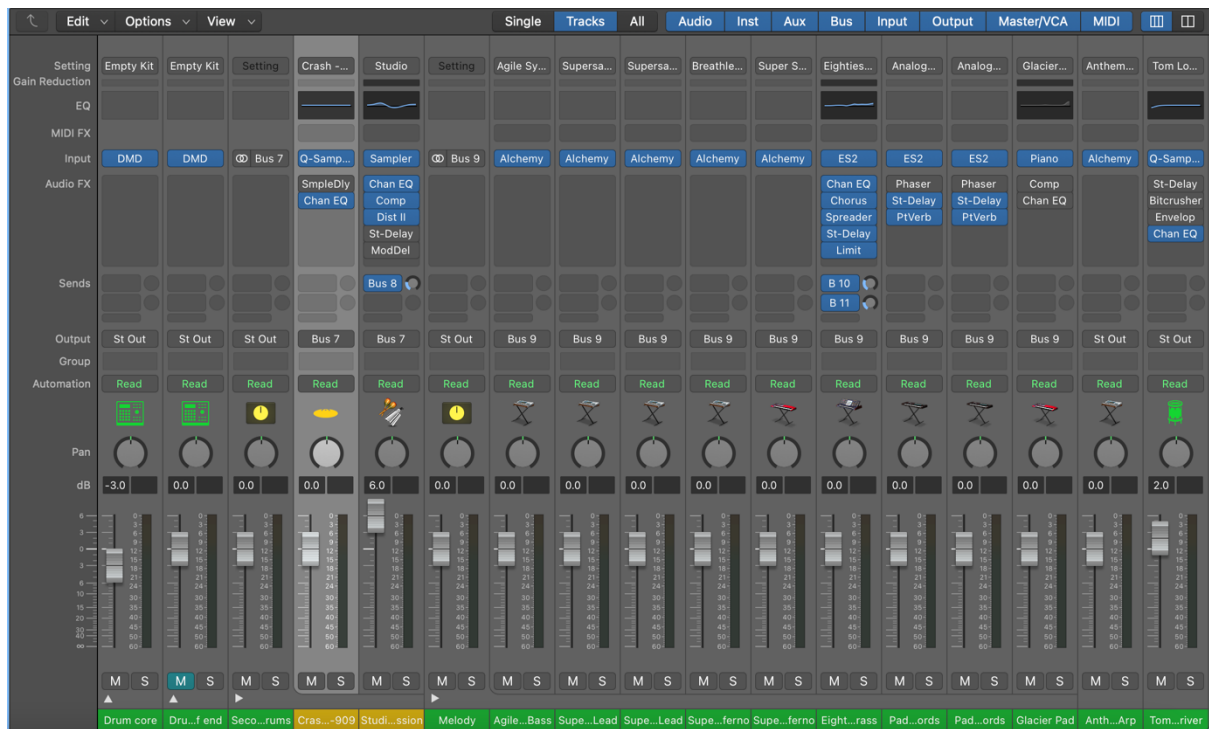 Edit Options View Single Tracks All Audio Inst Aux Bus Input Output Master/VCA MIDI
Setting Empty Kit Empty Kit Setting Crash -... Studio Setting Agile Sy... Supersa... Supersa... Breathle... Super S... Eighties... Analog... Analog... Glacier... Anthem... Tom Lo...
Gain Reduction
EQ
MIDI FX
Input DMD DMD Bus 7 Q-Samp... Sampler Bus 9 Alchemy Alchemy Alchemy Alchemy Alchemy ES2 ES2 ES2 Piano Alchemy Q-Samp...
Audio FX SmpleDly Chan EQ Chan EQ Phaser Phaser Comp St-Delay
Chan EQ Comp Chorus St-Delay St-Delay Chan EQ Bitcrusher
Dist II Spreader PtVerb PtVerb Envelop
St-Delay St-Delay Chan EQ
ModDel Limit
Sends Bus 8 B 10
B 11
Output St Out St Out St Out Bus 7 Bus 7 St Out Bus 9 Bus 9 Bus 9 Bus 9 Bus 9 Bus 9 Bus 9 Bus 9 Bus 9 St Out St Out
Group
Automation Read Read Read Read Read Read Read Read Read Read Read Read Read Read Read Read Read
Pan
dB -3.0 0.0 0.0 0.0 6.0 0.0 0.0 0.0 0.0 0.0 0.0 0.0 0.0 0.0 0.0 0.0 2.0
M S M S M S M S M S M S M S M S M S M S M S M S M S M S M S M S M S
Drum core Dru...f end Seco...rums Cras...-909 Studi...ssion Melody Agile...Bass Supe...Lead Supe...Lead Supe...ferno Supe...ferno Eight...rass Pad...ords Pad...ords Glacier Pad Anth...Arp Tom...river